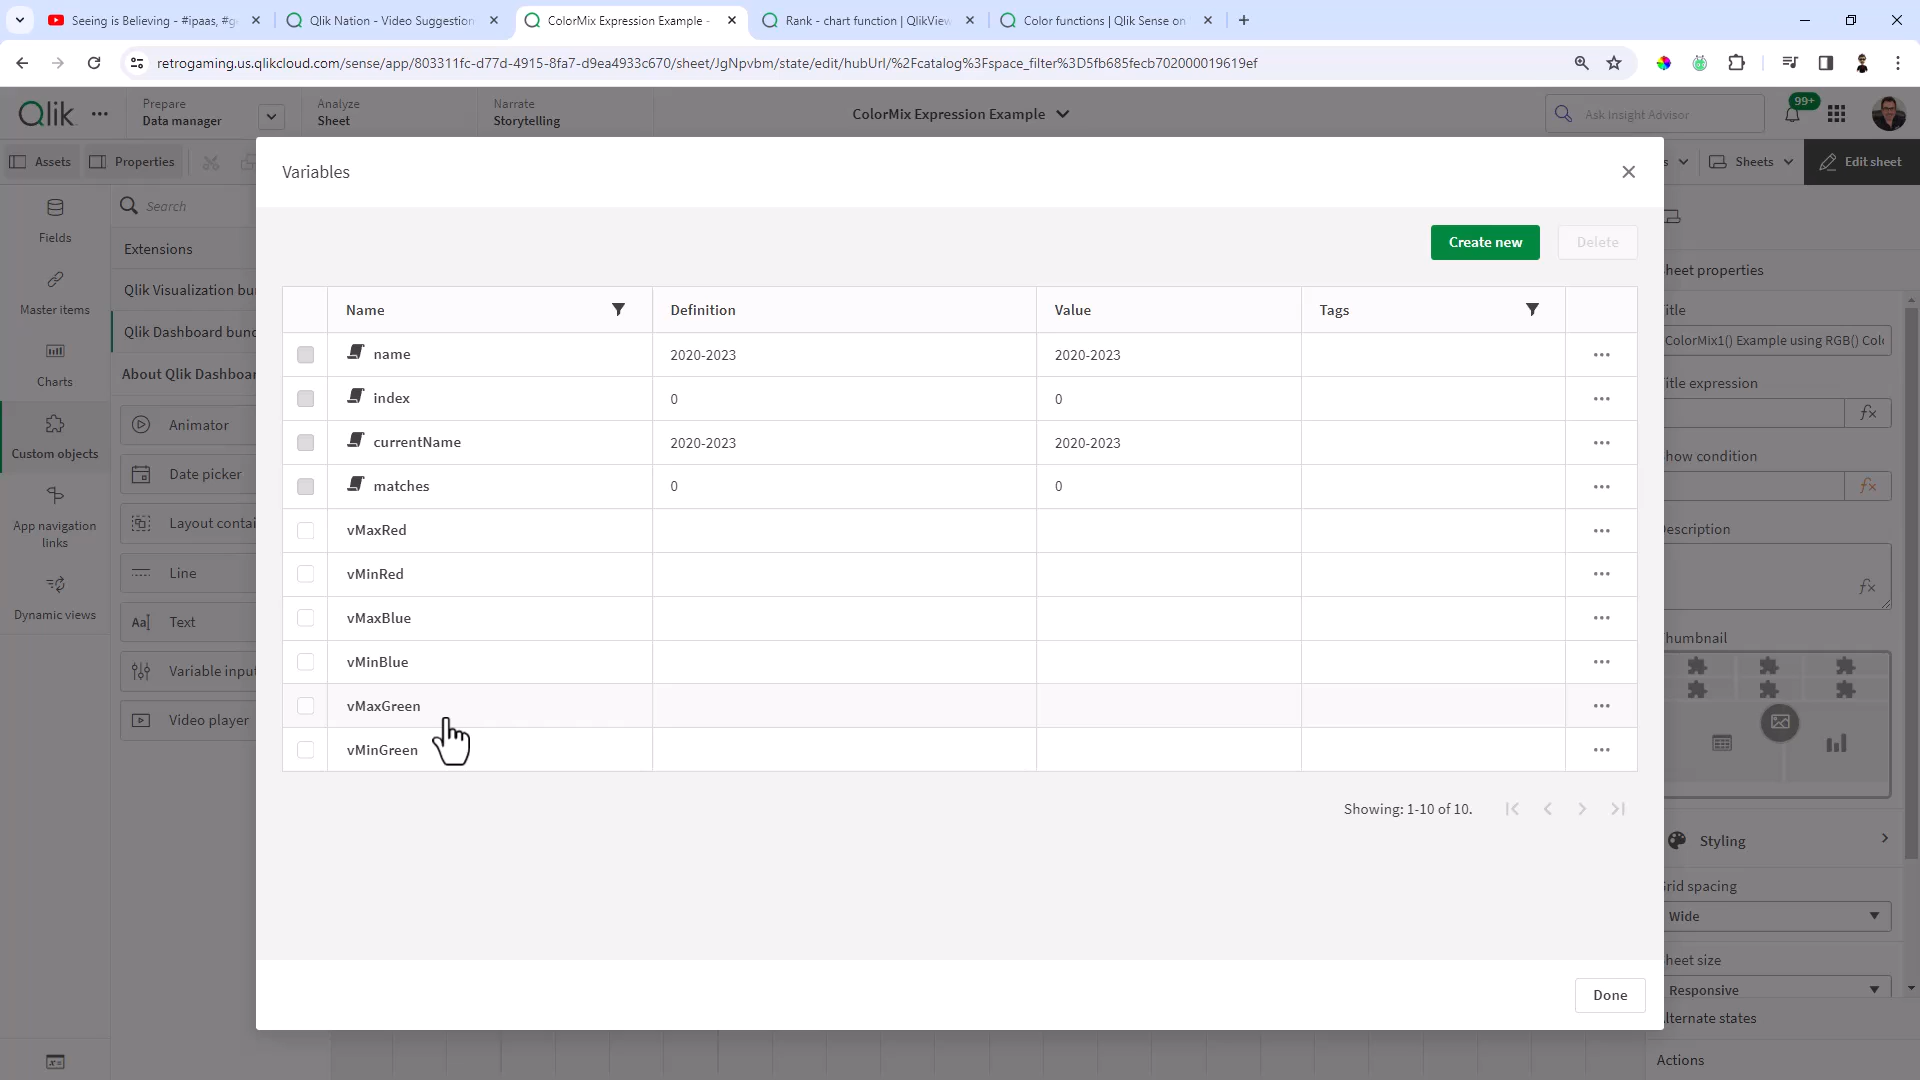 Seeing is Believing - #ipaas, #g
Qlik Nation - Video Suggestion
ColorMix Expression Example -
Rank - chart function | QlikView
Color functions | Qlik Sense on
retrogaming.us.qlikcloud.com/sense/app/803311fc-d77d-4915-8fa7-d9ea4933c670/sheet/JgNpvbm/state/edit/hubUrl/%2Fcatalog%3Fspace_filter%3D5fb685fecb702000019619ef
Qlik
Prepare
Data manager
Analyze
Sheet
Narrate
Storytelling
ColorMix Expression Example
Ask Insight Advisor
99+
Assets
Properties
Sheets
Edit sheet
Variables
Search
Fields
Extensions
Create new
Delete
Master items
Qlik Visualization bu
Qlik Dashboard bund
About Qlik Dashboar
Charts
Custom objects
App navigation
links
Dynamic views
Animator
Date picker
Layout contai
Line
Text
Variable input
Video player
Name Definition Value Tags
name 2020-2023 2020-2023
index 0 0
currentName 2020-2023 2020-2023
matches 0 0
vMaxRed
vMinRed
vMaxBlue
vMinBlue
vMaxGreen
vMinGreen
Showing: 1-10 of 10.
Done
heet properties
itle
ColorMix1() Example using RGB() Col
itle expression
fx
how condition
fx
escription
fx
humbnail
Styling
rid spacing
Wide
heet size
Responsive
lternate states
Actions